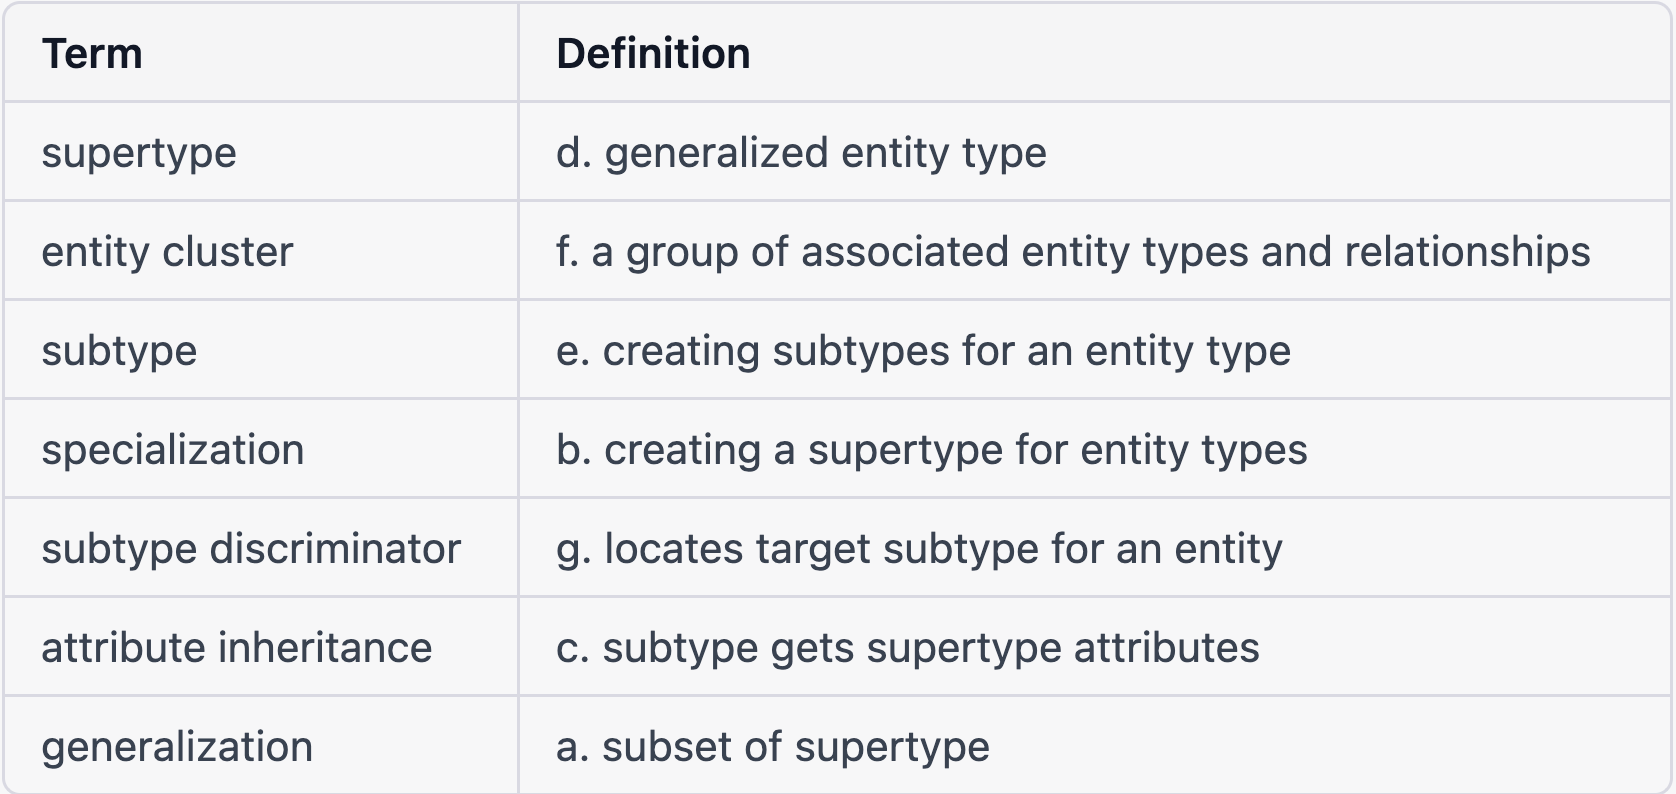 Term Definition
supertype d. generalized entity type
entity cluster f. a group of associated entity types and relationships
subtype e. creating subtypes for an entity type
specialization b. creating a supertype for entity types
subtype discriminator g. locates target subtype for an entity
attribute inheritance c. subtype gets supertype attributes
generalization a. subset of supertype